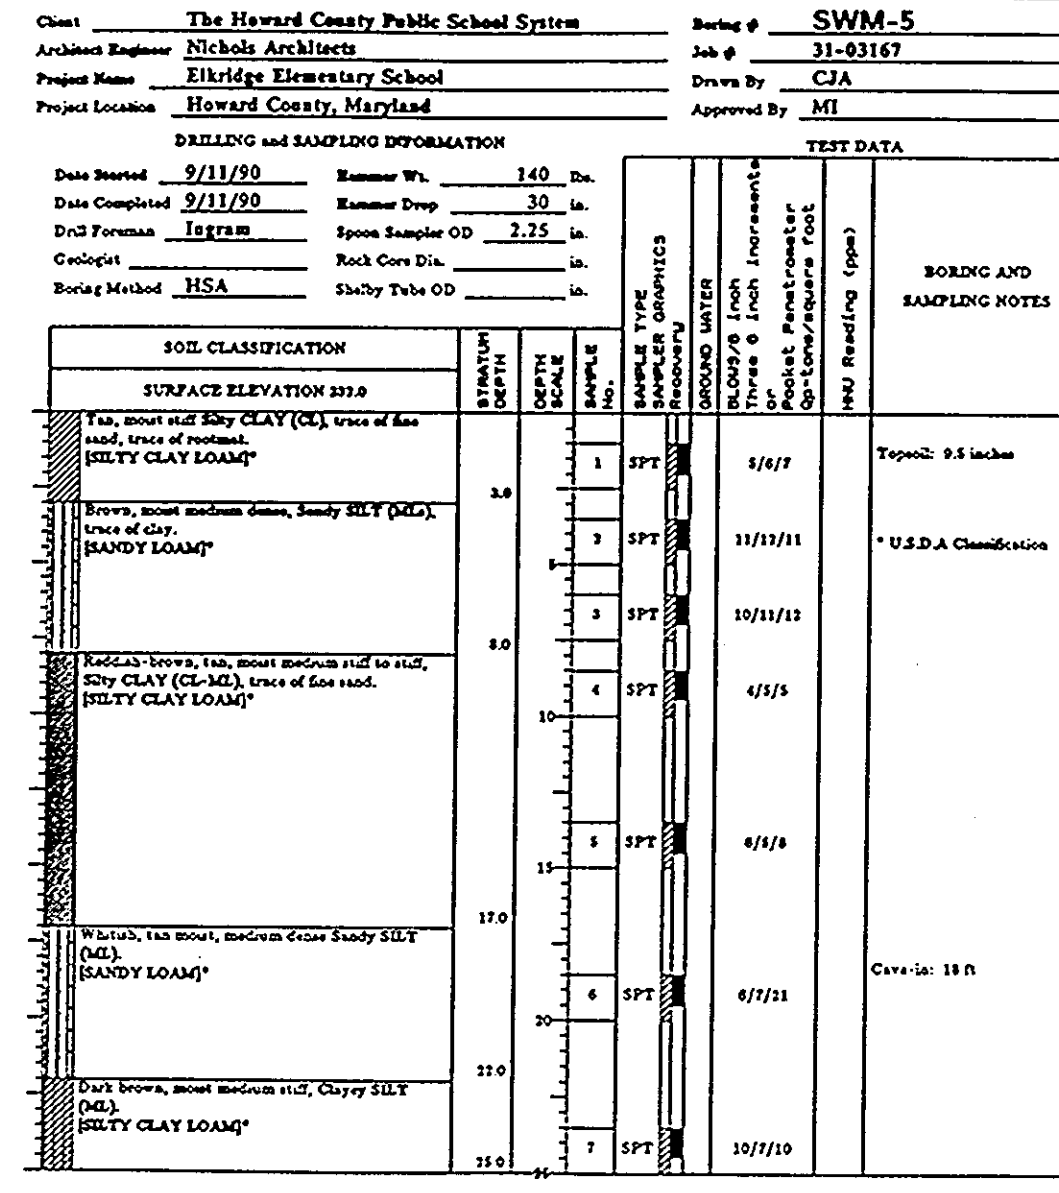 Client The Howard County Public School System Boring # SWM-5
Architect Engineer Nichols Architects Job # 31-03167
Project Name Elkridge Elementary School Drawn By CJA
Project Location Howard County, Maryland Approved By MI
DRILLING and SAMPLING INFORMATION
TEST DATA
Date Started 9/11/90 Hammer Wt. 140 lbs.
Date Completed 9/11/90 Hammer Drop 30 in.
Drill Foreman Ingram Spoon Sampler OD 2.25 in.
Geologist Rock Core Dia. in.
Boring Method HSA Shelby Tube OD in.
SOIL CLASSIFICATION
SURFACE ELEVATION 337.0
STRATUM
DEPTH
DEPTH
SCALE
SAMPLE
No.
SAMPLE TYPE
SAMPLER GRAPHICS
Recovery
GROUND WATER
BLOWS/6 Inch
Three 6 Inch Increments
or
Pocket Penetrometer
Qp-tons/square foot
HNU Reading (ppm)
BORING AND
SAMPLING NOTES
Tan, moist stiff Silty CLAY (CL), trace of fine
sand, trace of rootmat.
[SILTY CLAY LOAM]*
3.0
1 SPT 5/6/7
Topsoil: 9.5 inches
Brown, moist medium dense, Sandy SILT (MLs),
trace of clay.
[SANDY LOAM]*
2 SPT 11/12/11
* U.S.D.A Classification
5
3 SPT 10/11/12
8.0
Reddish-brown, tan, moist medium stiff to stiff,
Silty CLAY (CL-ML), trace of fine sand.
[SILTY CLAY LOAM]*
4 SPT 4/5/5
10
5 SPT 6/5/8
15
17.0
Whitish, tan moist, medium dense Sandy SILT
(ML).
[SANDY LOAM]*
Cave-in: 18 ft
6 SPT 6/7/21
20
22.0
Dark brown, moist medium stiff, Clayey SILT
(ML).
[SILTY CLAY LOAM]*
7 SPT 10/7/10
25.0
25